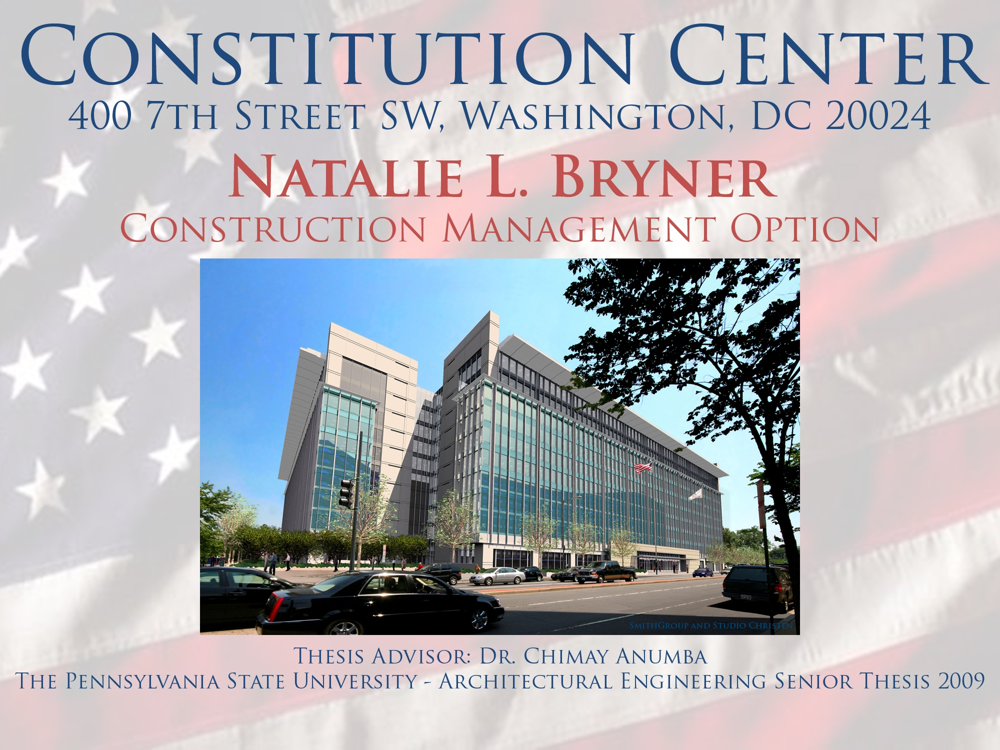 Constitution Center
400 7th Street SW, Washington, DC 20024
Natalie L. Bryner
Construction Management Option
SmithGroup and Studio Christen
Thesis Advisor: Dr. Chimay Anumba
The Pennsylvania State University - Architectural Engineering Senior Thesis 2009